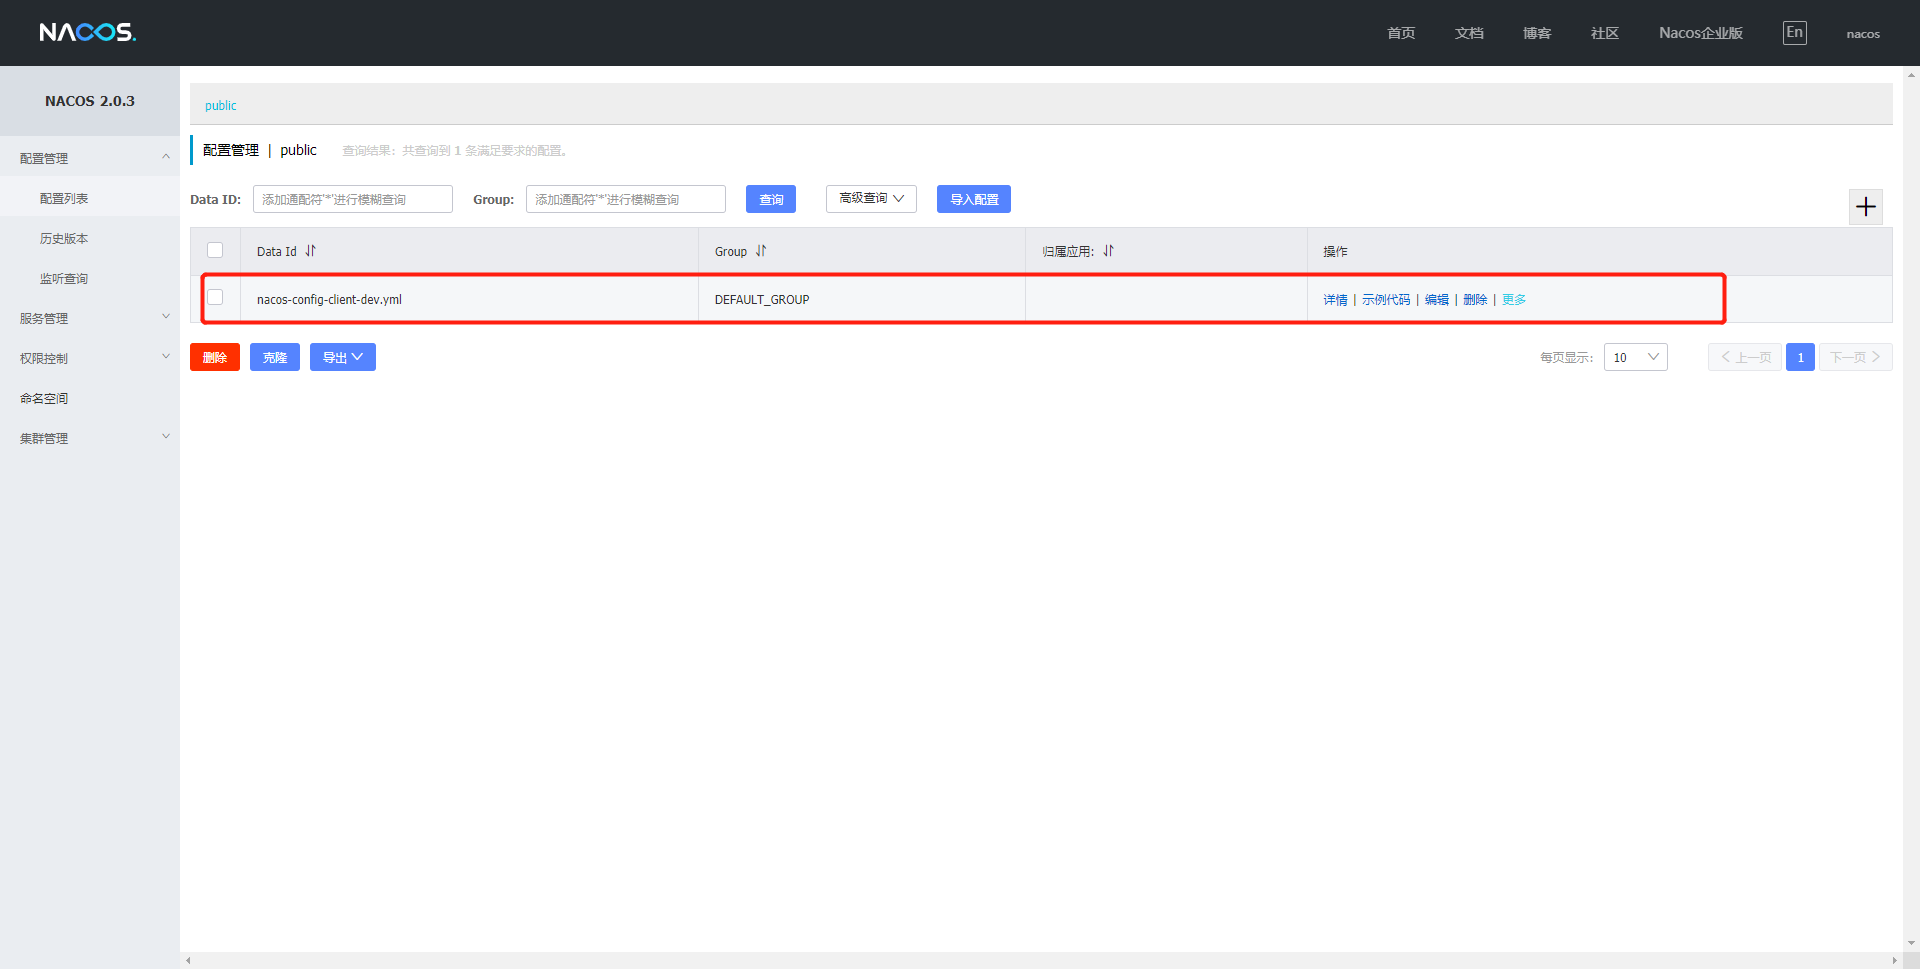 NACOS.
首页 文档 博客 社区 Nacos企业版 En nacos
NACOS 2.0.3
配置管理
配置列表
历史版本
监听查询
服务管理
权限控制
命名空间
集群管理
public
配置管理 | public 查询结果：共查询到 1 条满足要求的配置。
Data ID: 添加通配符'*'进行模糊查询 Group: 添加通配符'*'进行模糊查询 查询 高级查询 导入配置
Data Id Group 归属应用: 操作
nacos-config-client-dev.yml DEFAULT_GROUP 详情 | 示例代码 | 编辑 | 删除 | 更多
删除 克隆 导出 每页显示: 10 上一页 1 下一页